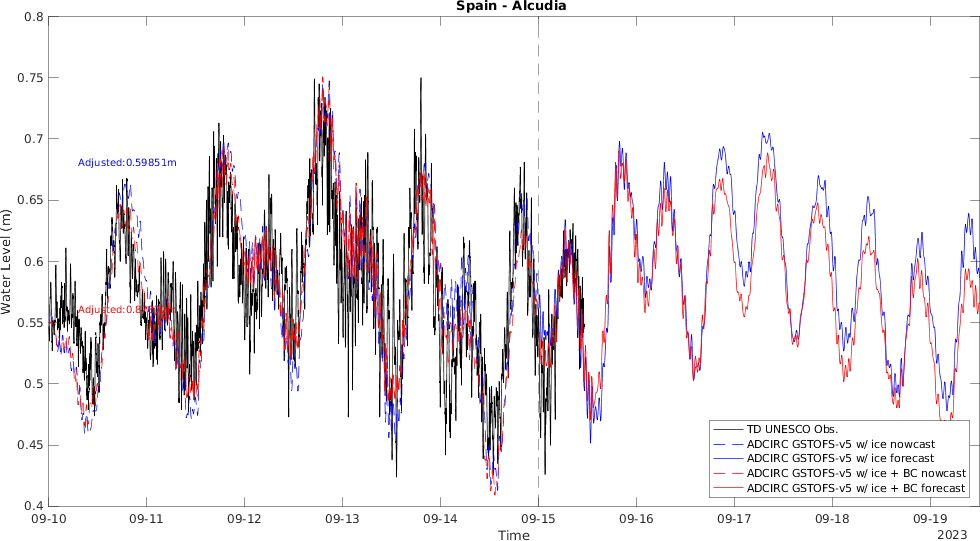 Spain - Alcudia
Water Level (m)
0.8
0.75
0.7
0.65
0.6
0.55
0.5
0.45
0.4
Adjusted:0.59851m
TD UNESCO Obs.
ADCIRC GSTOFS-v5 w/ ice nowcast
ADCIRC GSTOFS-v5 w/ ice forecast
ADCIRC GSTOFS-v5 w/ ice + BC nowcast
ADCIRC GSTOFS-v5 w/ ice + BC forecast
09-10 09-11 09-12 09-13 09-14 09-15 09-16 09-17 09-18 09-19
Time
2023